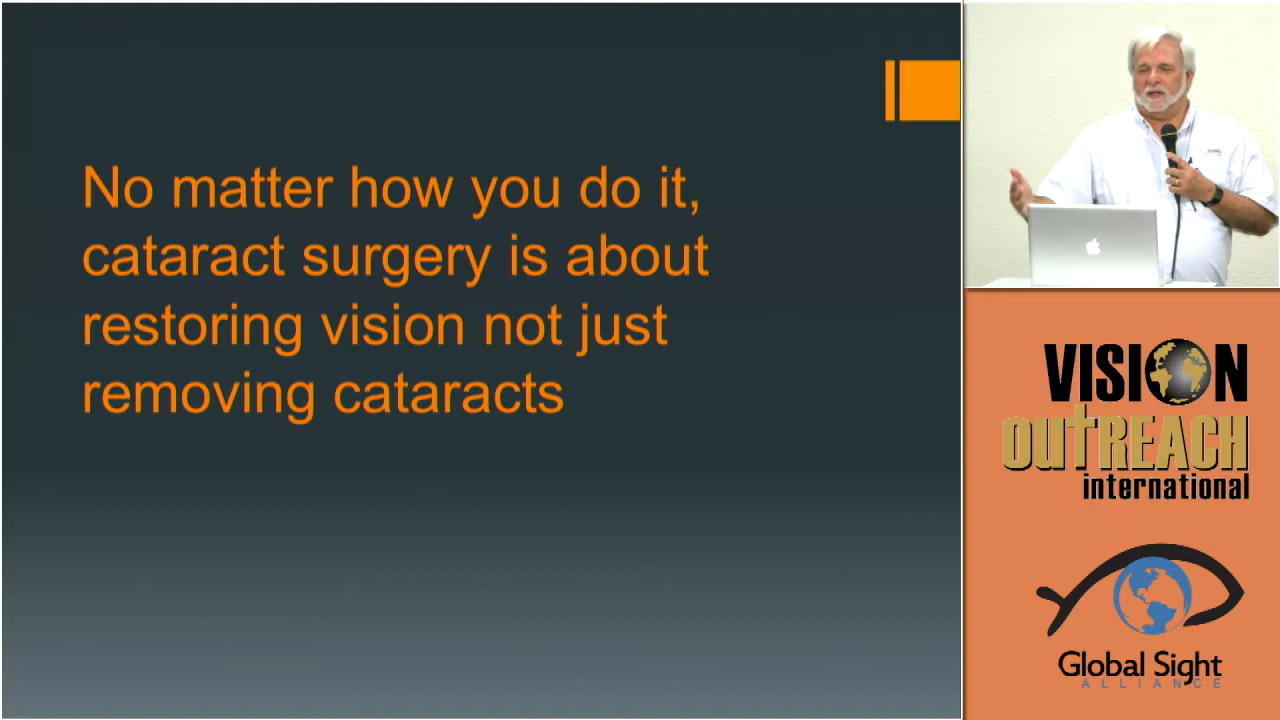 No matter how you do it,
cataract surgery is about
restoring vision not just
removing cataracts
VISION
OUTREACH
international
Global Sight
ALLIANCE